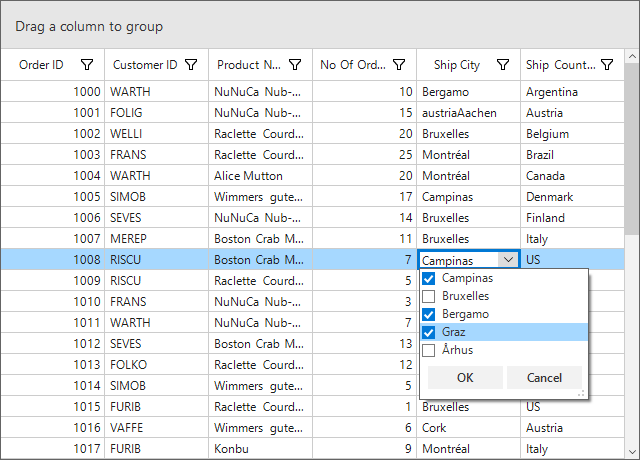 Drag a column to group
Order ID Customer ID Product N... No Of Ord... Ship City Ship Count...
1000 WARTH NuNuCa Nub-... 10 Bergamo Argentina
1001 FOLIG NuNuCa Nub-... 15 austriaAachen Austria
1002 WELLI Raclette Courd... 20 Bruxelles Belgium
1003 FRANS Raclette Courd... 25 Montréal Brazil
1004 WARTH Alice Mutton 20 Montréal Canada
1005 SIMOB Wimmers gute... 17 Campinas Denmark
1006 SEVES NuNuCa Nub-... 14 Bruxelles Finland
1007 MEREP Boston Crab M... 11 Bruxelles Italy
1008 RISCU Boston Crab M... 7 Campinas US
1009 RISCU Raclette Courd... 5 Campinas
1010 FRANS NuNuCa Nub-... 3 Bruxelles
1011 WARTH NuNuCa Nub-... 7 Bergamo
1012 SEVES Boston Crab M... 13 Graz
1013 FOLKO Raclette Courd... 12 Århus
1014 SIMOB Wimmers gute... 5 OK Cancel
1015 FURIB Raclette Courd... 1 Bruxelles US
1016 VAFFE Wimmers gute... 6 Cork Austria
1017 FURIB Konbu 9 Montréal Italy